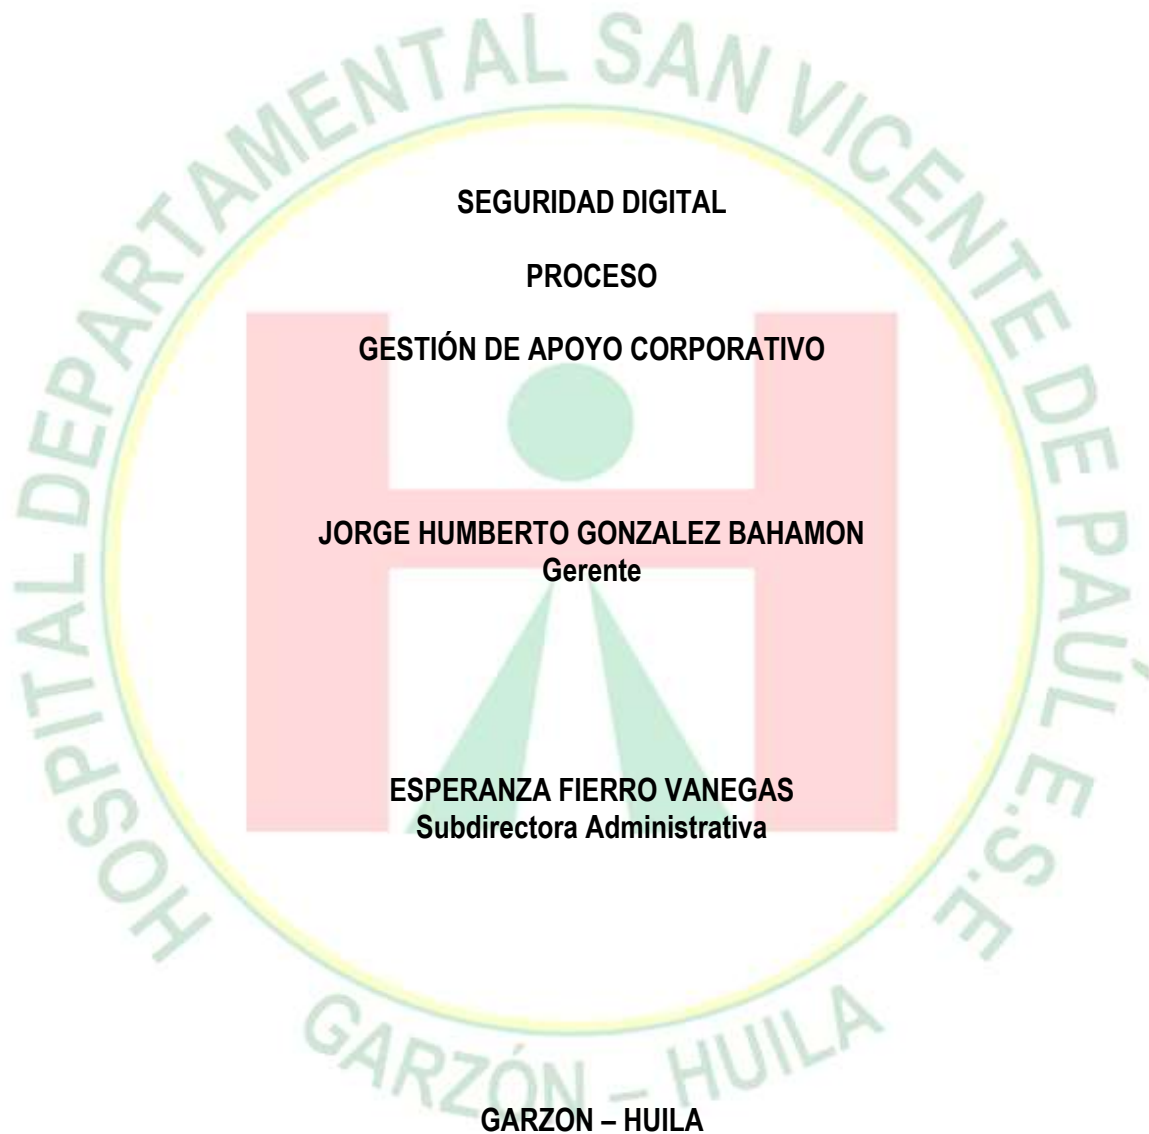 HOSPITAL DEPARTAMENTAL SAN VICENTE DE PAÚL E.S.E
SEGURIDAD DIGITAL
PROCESO
GESTIÓN DE APOYO CORPORATIVO
JORGE HUMBERTO GONZALEZ BAHAMON
Gerente
ESPERANZA FIERRO VANEGAS
Subdirectora Administrativa
GARZÓN – HUILA
GARZON – HUILA